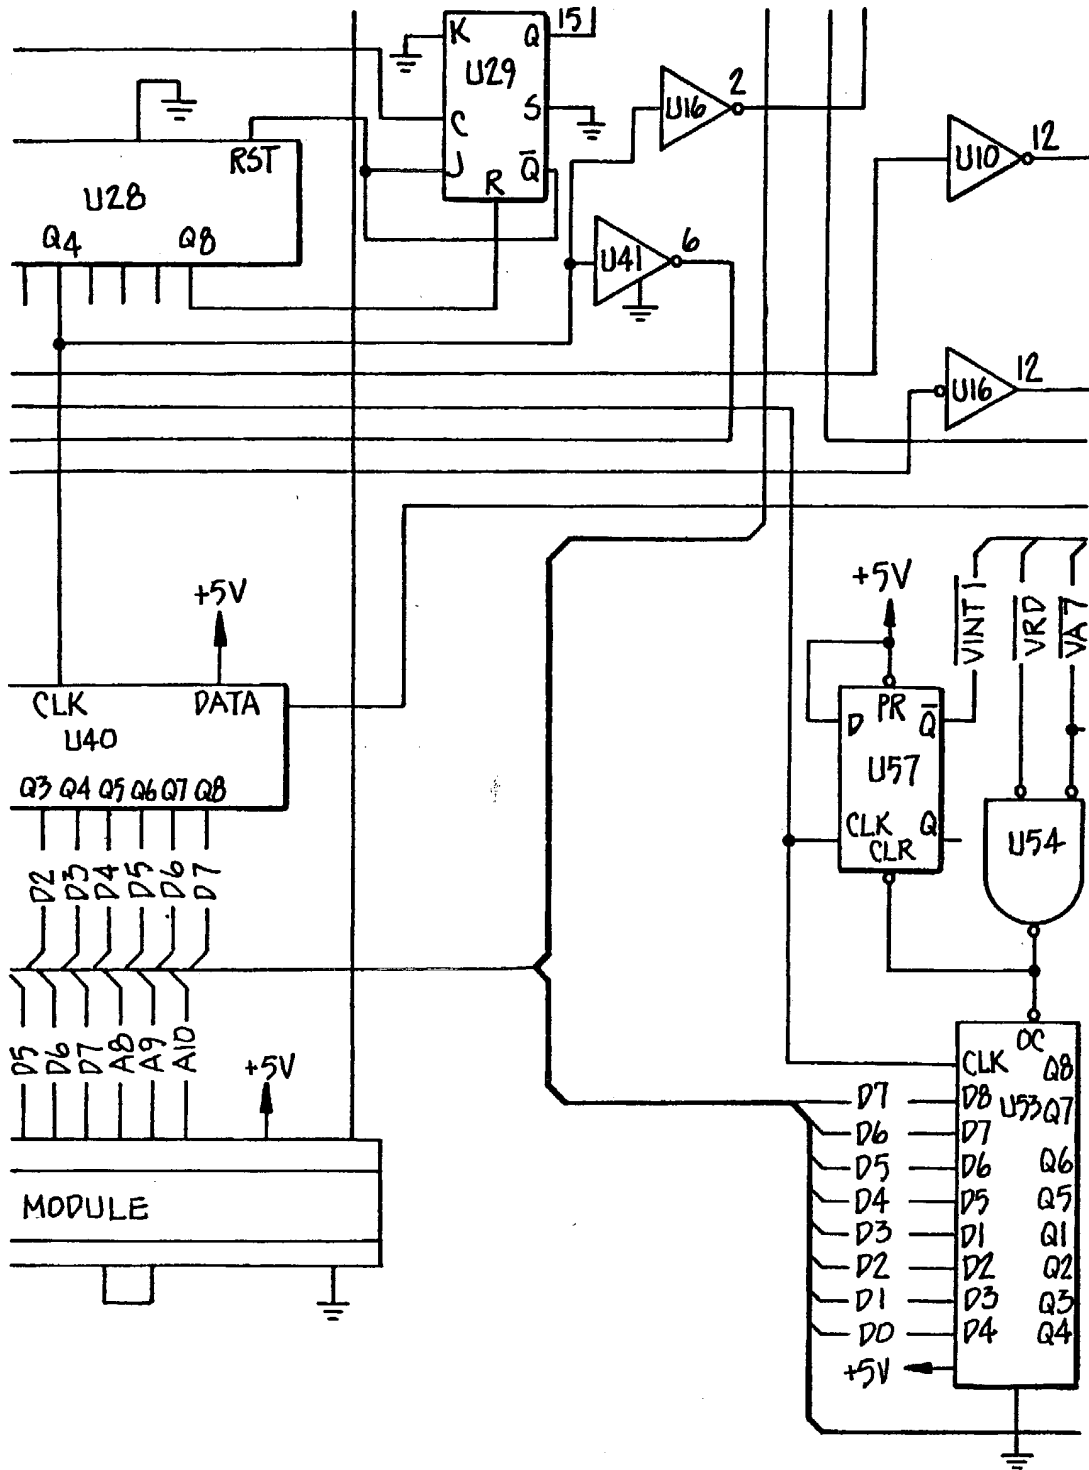 K Q 15
U29
S
C
J R Q̅
U16 2
U10 12
RST
U28
Q4 Q8
U41 6
U16 12
+5V
CLK DATA
U40
Q3 Q4 Q5 Q6 Q7 Q8
D2 D3 D4 D5 D6 D7
D5 D6 D7 A8 A9 A10
+5V
MODULE
+5V
V̅I̅N̅T̅ ̅1̅ V̅R̅D̅ V̅A̅ ̅7̅
D PR Q̅
U57
CLK Q
CLR
U54
OC
CLK Q8
U53
D7 D8 Q7
D6 D7
D5 D6 Q6
D4 D5 Q5
D3 D1 Q1
D2 D2 Q2
D1 D3 Q3
D0 D4 Q4
+5V